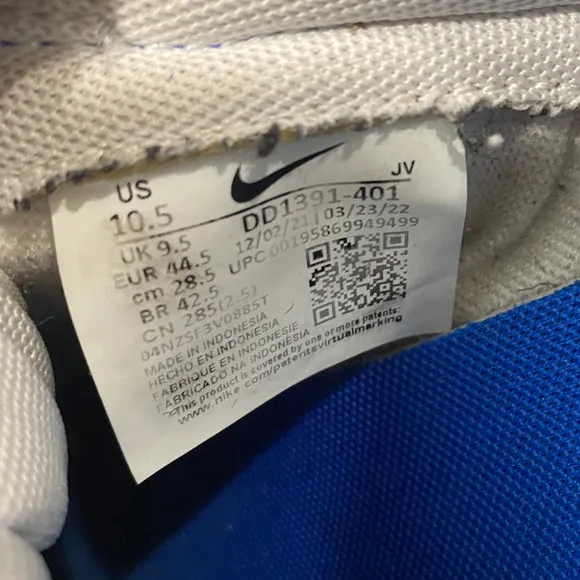 US
JV
10.5
DD1391-401
UK 9.5
12/02/21 | 03/23/22
EUR 44.5
UPC:00195869949499
cm 28.5
BR 42.5
CN 285(2.5)
04NZSF3V0885T
MADE IN INDONESIA
HECHO EN INDONESIA
FABRIQUE EN INDONESIE
FABRICADO NA INDONESIA
This product is covered by one or more patents:
www.nike.com/patentsvirtualmarking